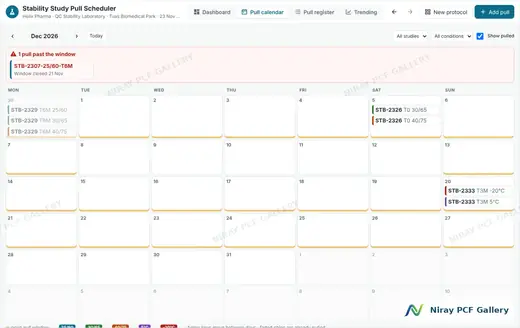 Stability Study Pull Scheduler
Helix Pharma · QC Stability Laboratory · Tuas Biomedical Park · 23 Nov ...
Dashboard
Pull calendar
Pull register
Trending
New protocol
+ Add pull
Dec 2026
Today
All studies
All conditions
Show pulled
1 pull past the window
STB-2307-25/60-T6M
Window closed 21 Nov
MON TUE WED THU FRI SAT SUN
30 1 2 3 4 5 6
STB-2329 T6M 25/60
STB-2329 T6M 30/65
STB-2329 T6M 40/75
STB-2326 T0 30/65
STB-2326 T0 40/75
7 8 9 10 11 12 13
14 15 16 17 18 19 20
STB-2333 T3M -20°C
STB-2333 T3M 5°C
21 22 23 24 25 26 27
28 29 30 31 1 2 3
4 5 6 7 8 9 10
NIRAY PCF GALLERY
Niray PCF Gallery